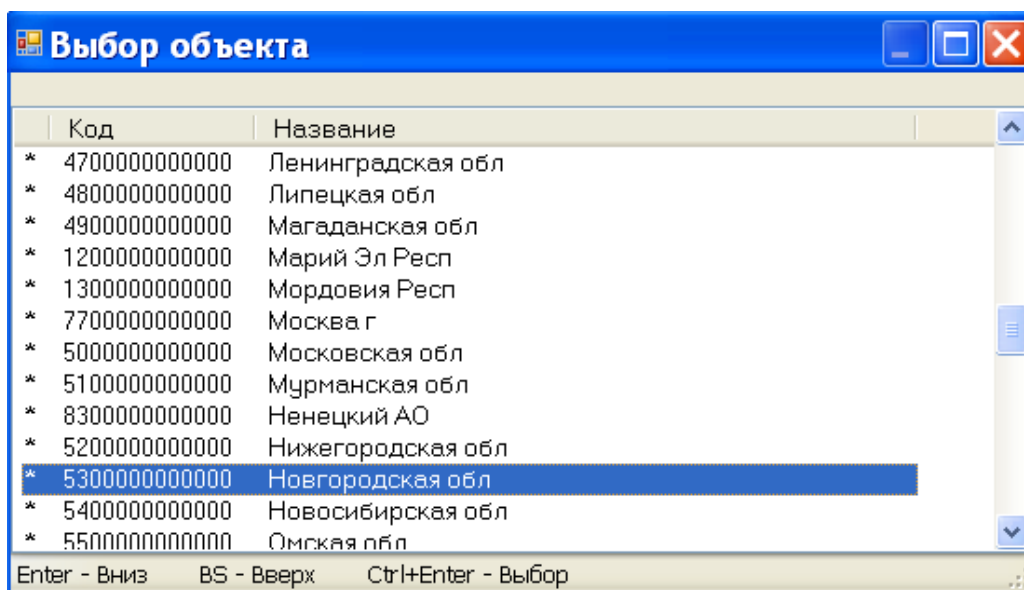 Выбор объекта
Код Название
* 4700000000000 Ленинградская обл
* 4800000000000 Липецкая обл
* 4900000000000 Магаданская обл
* 1200000000000 Марий Эл Респ
* 1300000000000 Мордовия Респ
* 7700000000000 Москва г
* 5000000000000 Московская обл
* 5100000000000 Мурманская обл
* 8300000000000 Ненецкий АО
* 5200000000000 Нижегородская обл
* 5300000000000 Новгородская обл
* 5400000000000 Новосибирская обл
* 5500000000000 Омская обл
Enter - Вниз BS - Вверх Ctrl+Enter - Выбор